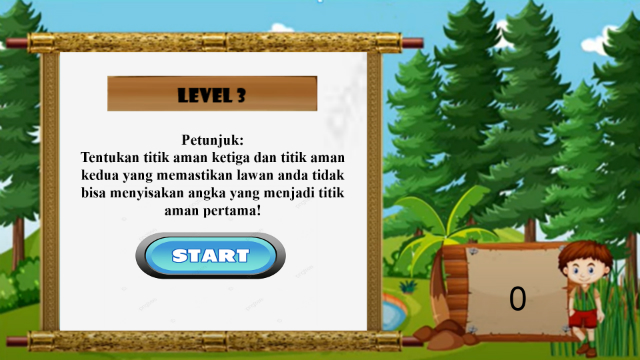 LEVEL 3
Petunjuk:
Tentukan titik aman ketiga dan titik aman
kedua yang memastikan lawan anda tidak
bisa menyisakan angka yang menjadi titik
aman pertama!
START
0